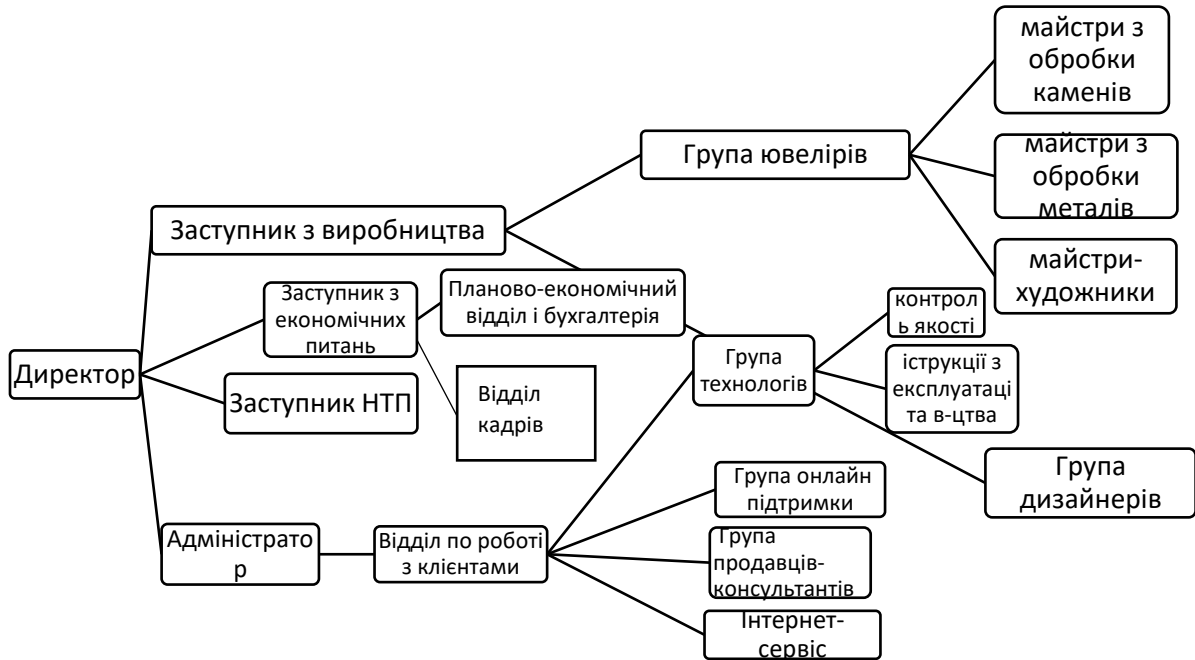 майстри з
обробки
каменів
Група ювелірів
майстри з
обробки
металів
Заступник з виробництва
майстри-
художники
Заступник з
економічних
питань
Планово-економічний
відділ і бухгалтерія
контрол
ь якості
Директор
Група
технологів
іструкції з
експлуатаці
та в-цтва
Заступник НТП
Відділ
кадрів
Група
дизайнерів
Група онлайн
підтримки
Адміністрато
р
Відділ по роботі
з клієнтами
Група
продавців-
консультантів
Інтернет-
сервіс